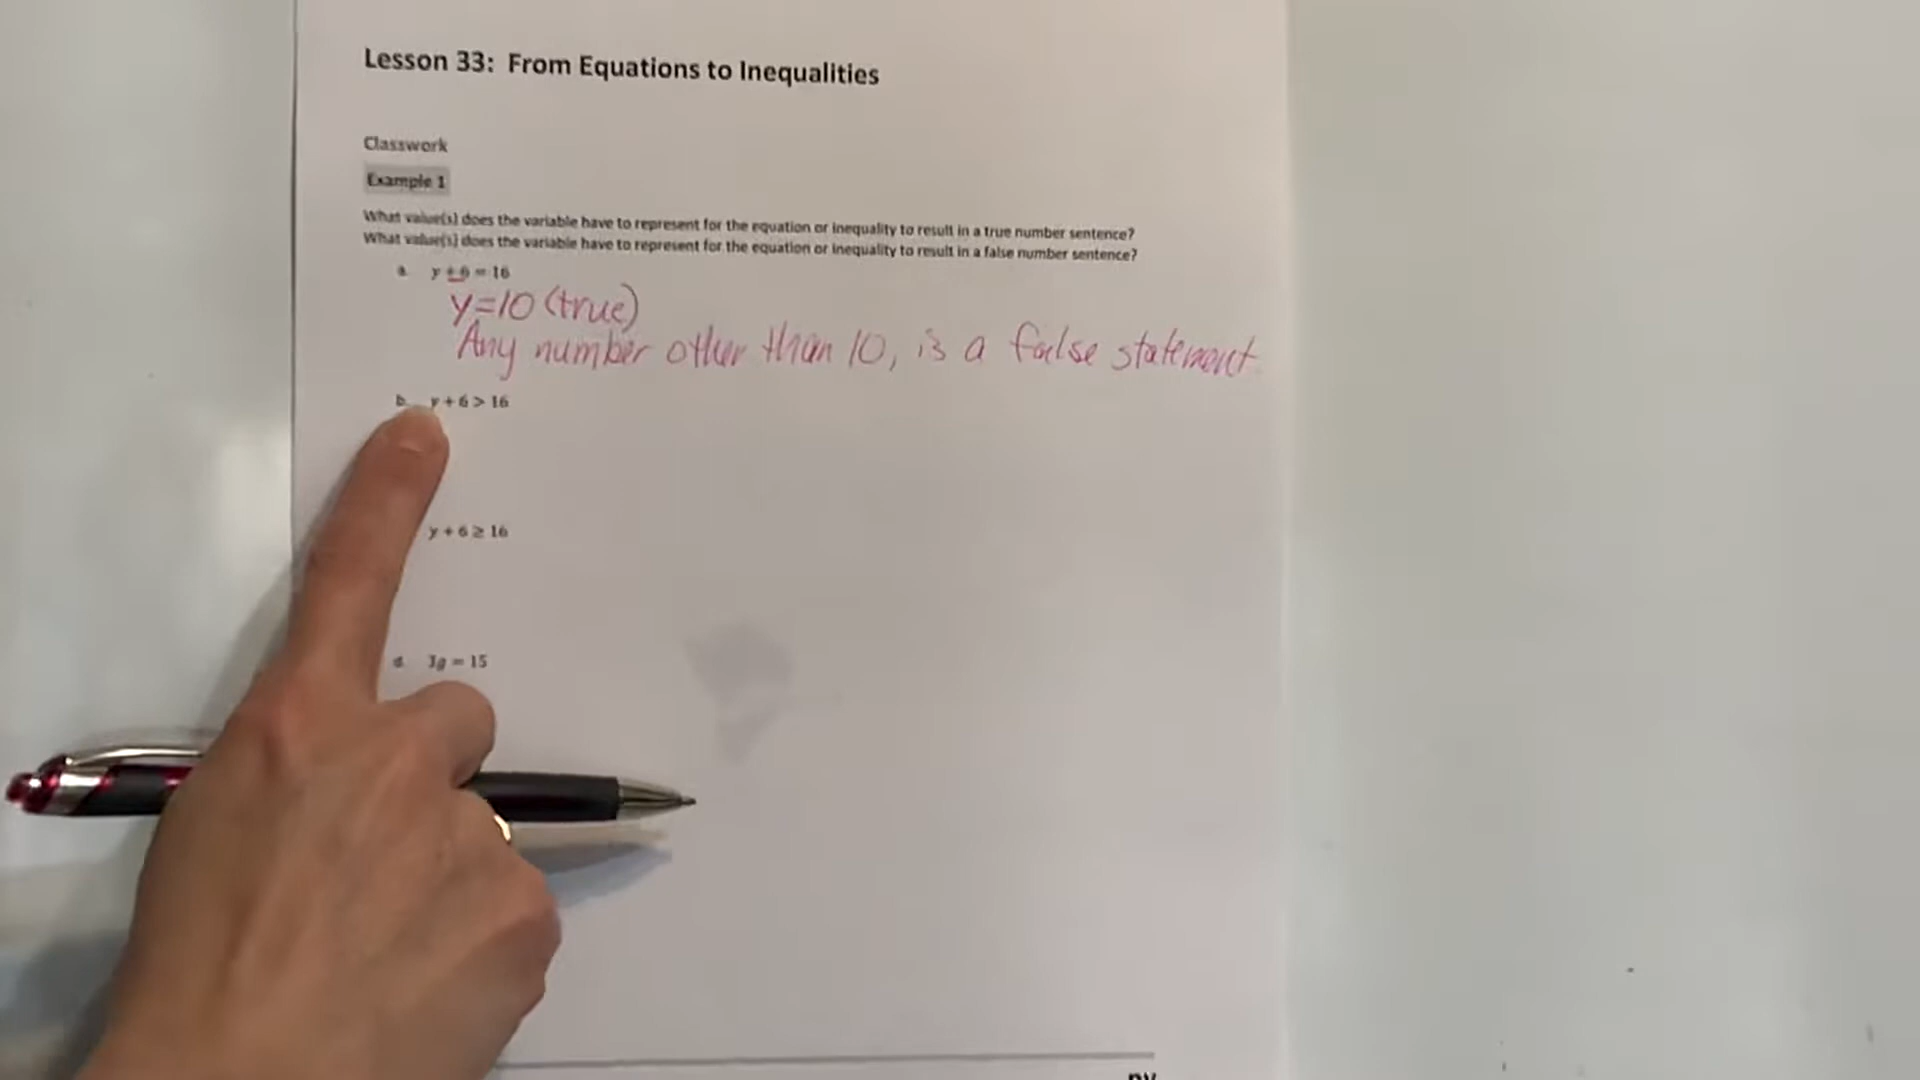 Lesson 33: From Equations to Inequalities
Classwork
Example 1
What value(s) does the variable have to represent for the equation or inequality to result in a true number sentence?
What value(s) does the variable have to represent for the equation or inequality to result in a false number sentence?
a. y + 6 = 16
y=10 (true)
Any number other than 10, is a false statement.
b. y + 6 > 16
y + 6 ≥ 16
d. 3g = 15